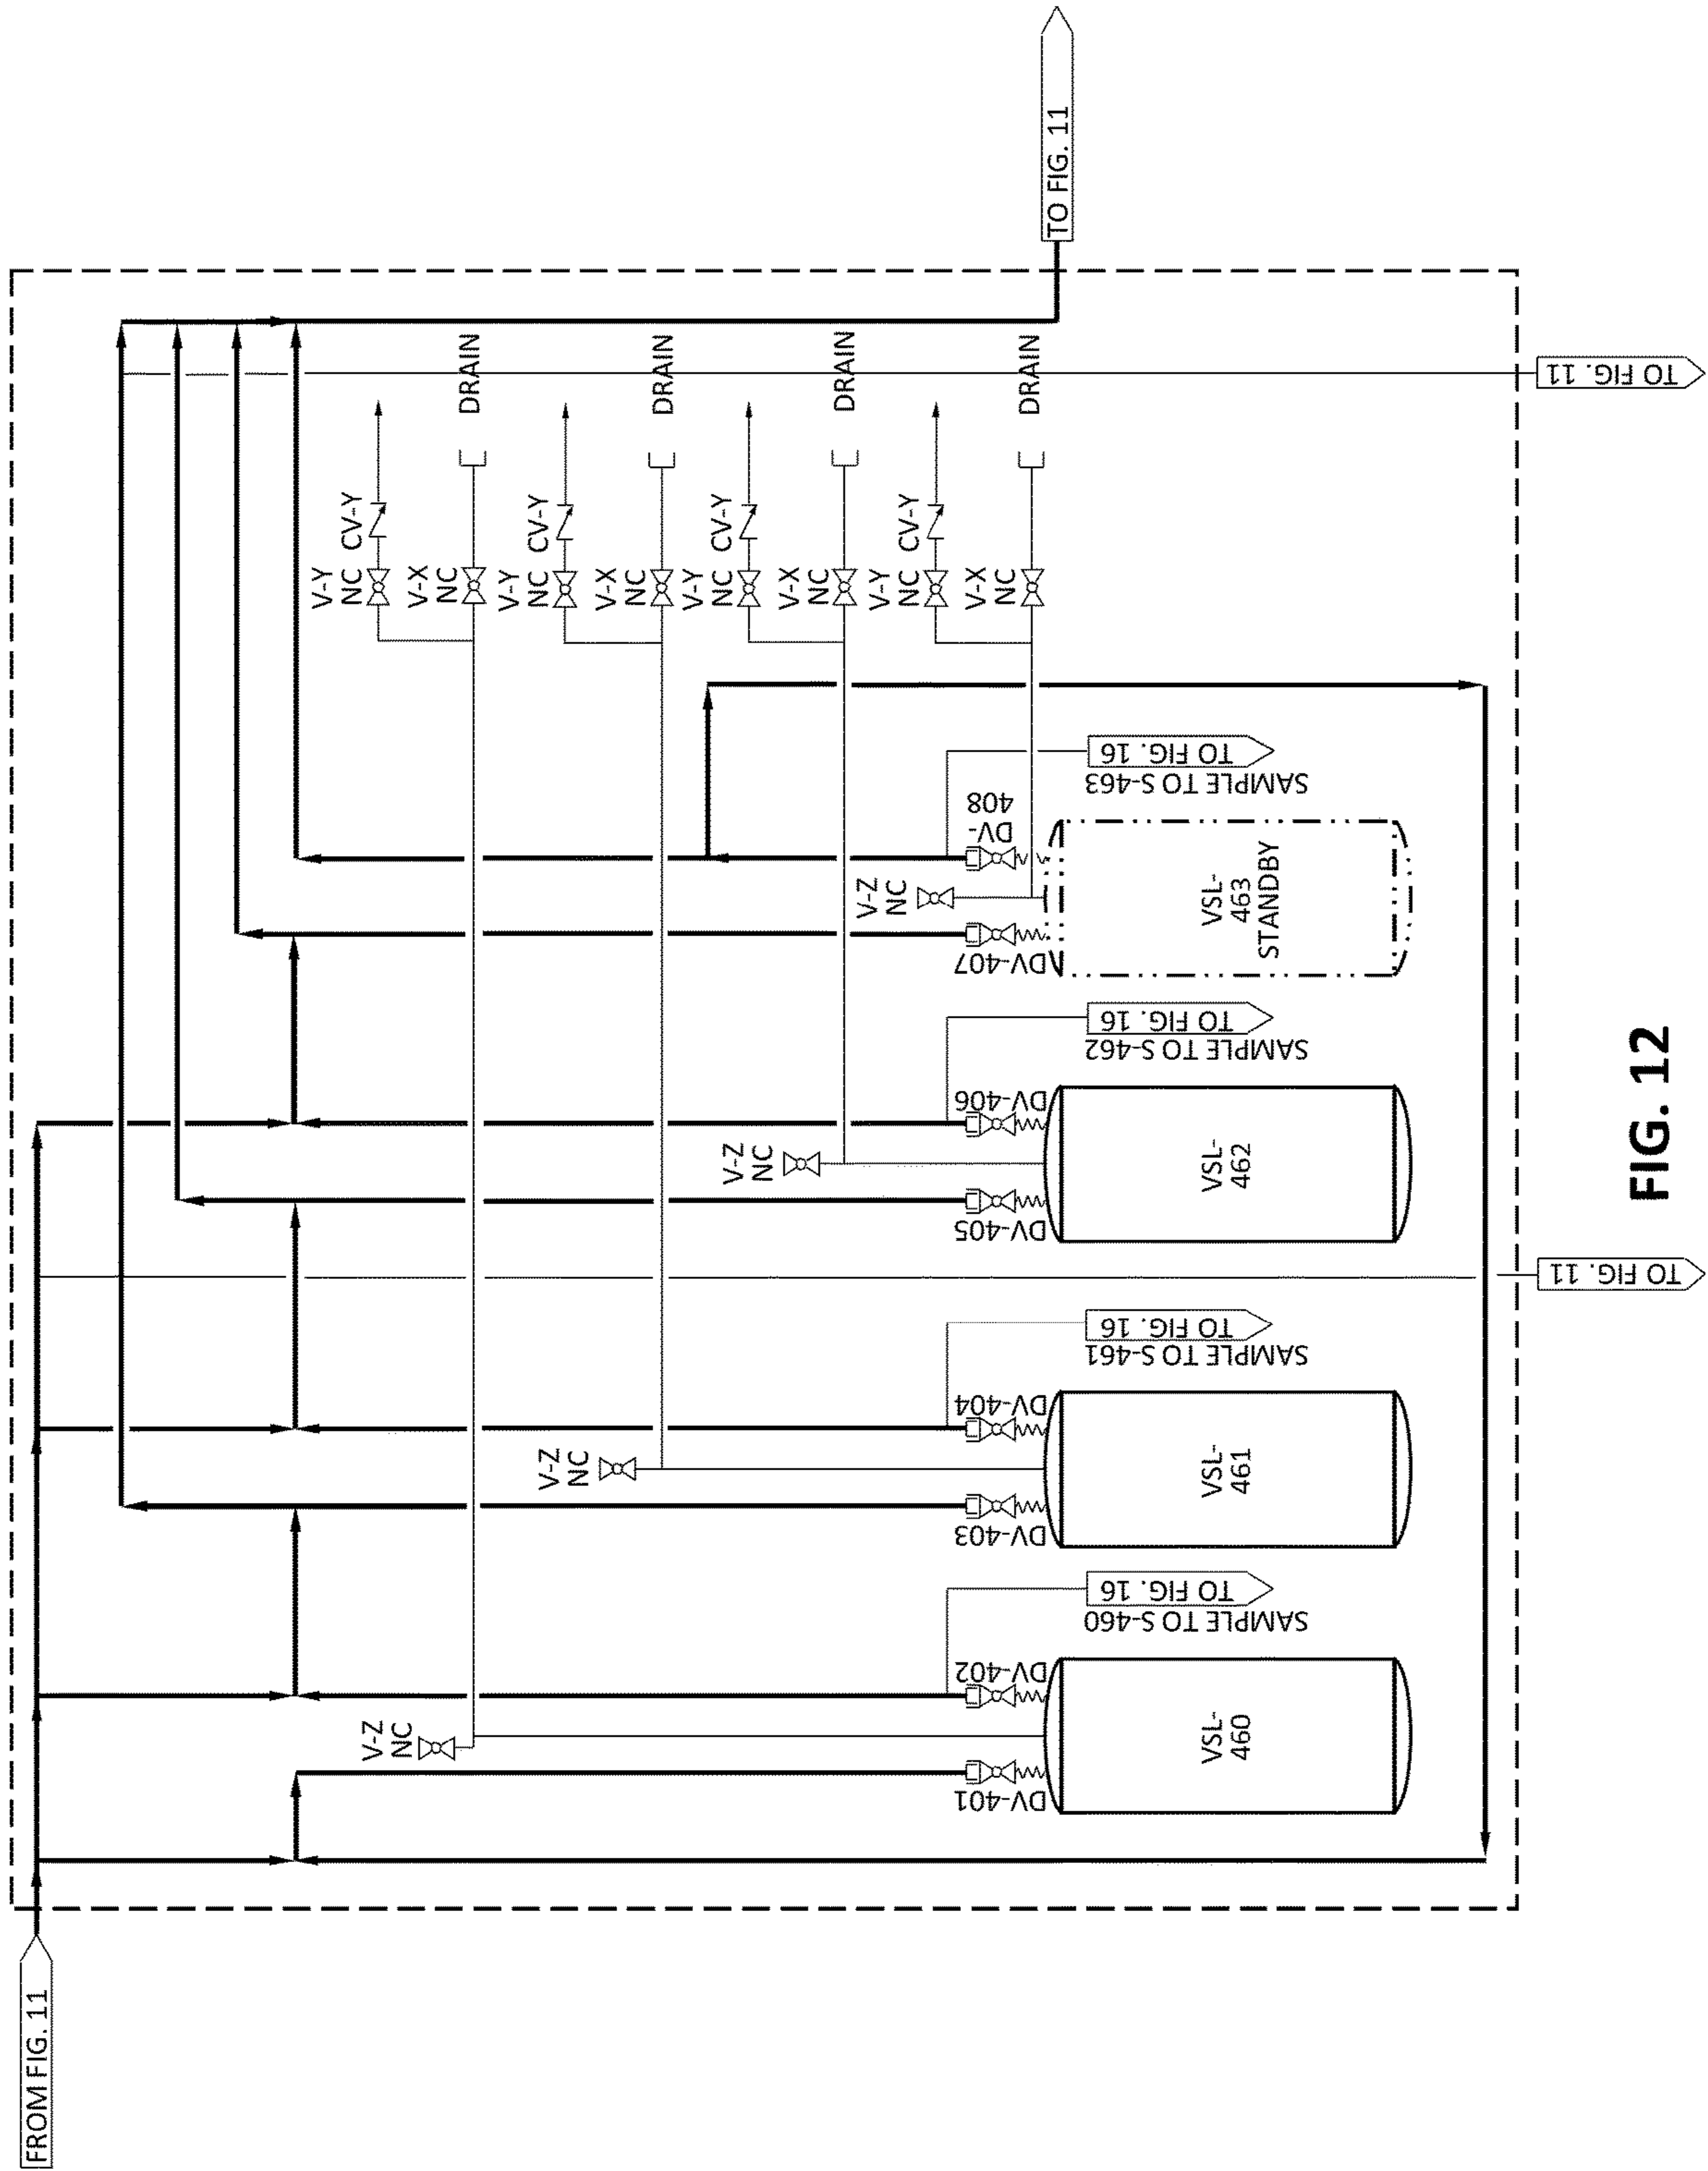 FROM FIG. 11
TO FIG. 11
V-Y
NC
CV-Y
V-X
NC
DRAIN
V-Y
NC
CV-Y
V-X
NC
DRAIN
V-Y
NC
CV-Y
V-X
NC
DRAIN
V-Y
NC
CV-Y
V-X
NC
DRAIN
V-Z
NC
V-Z
NC
V-Z
NC
V-Z
NC
DV-401
DV-402
DV-403
DV-404
DV-405
DV-406
DV-407
DV-
408
SAMPLE TO S-460
TO FIG. 16
SAMPLE TO S-461
TO FIG. 16
SAMPLE TO S-462
TO FIG. 16
SAMPLE TO S-463
TO FIG. 16
VSL-
460
VSL-
461
VSL-
462
VSL-
463
STANDBY
TO FIG. 11
TO FIG. 11
FIG. 12